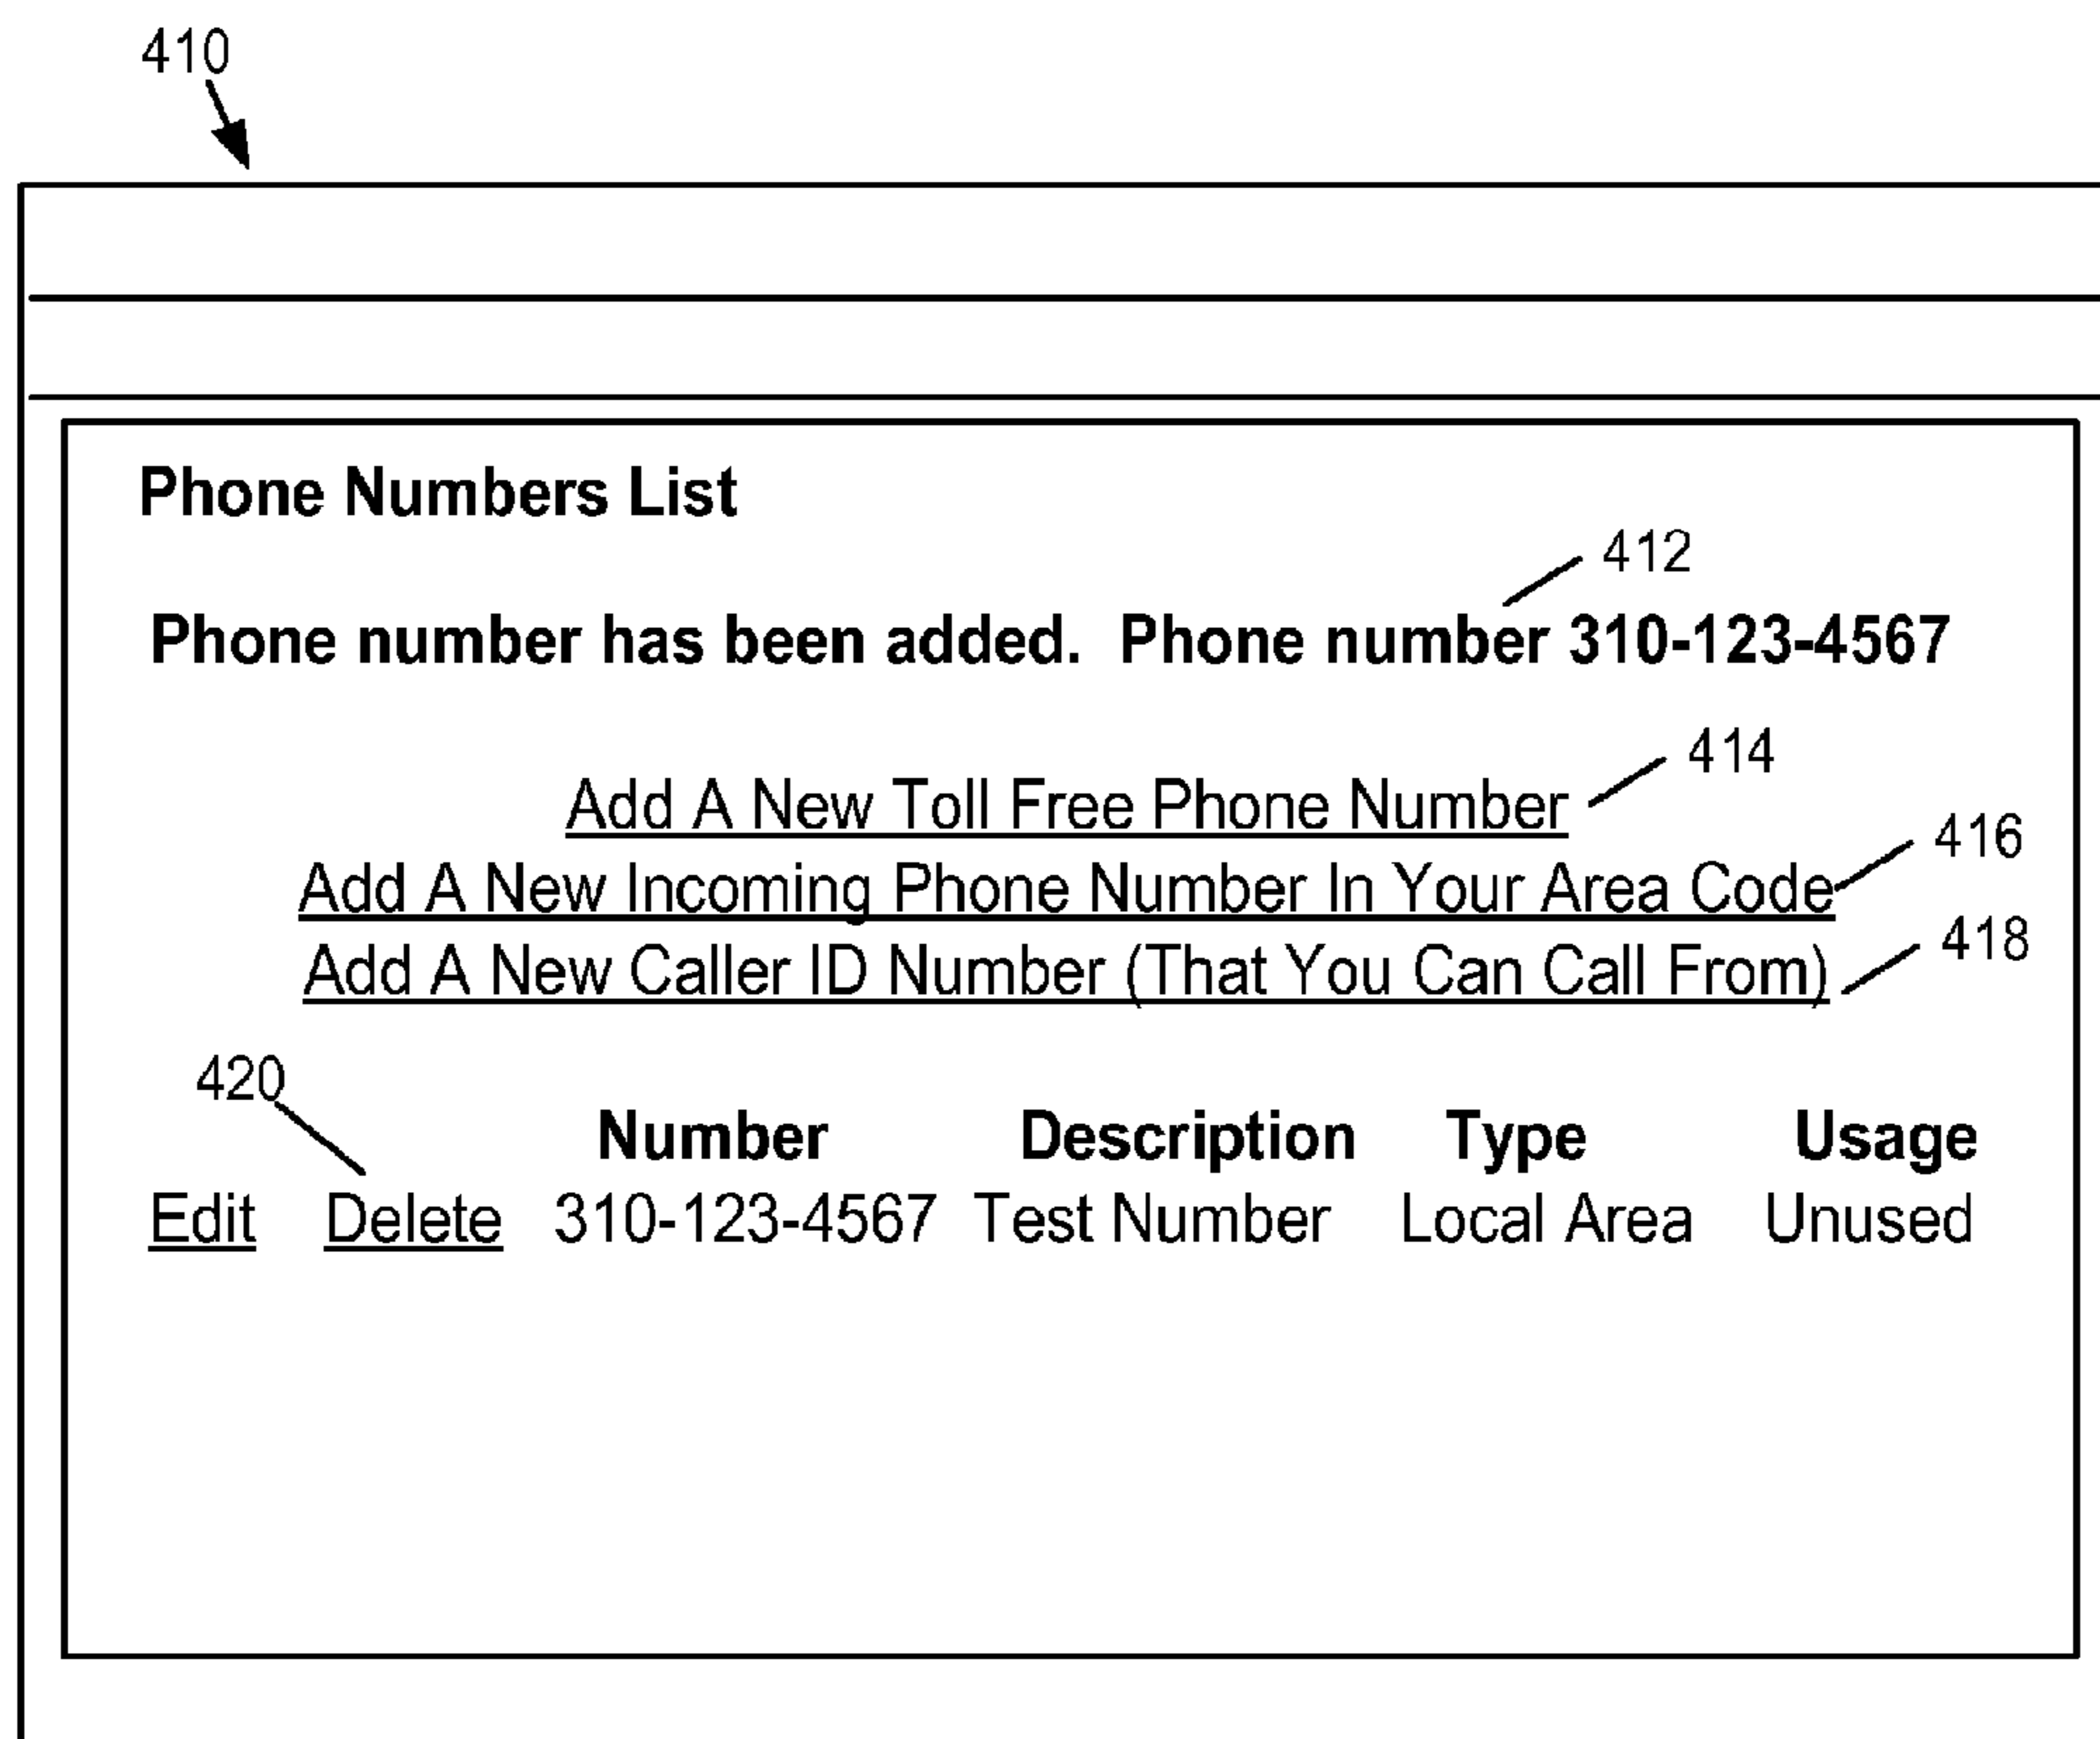 410
Phone Numbers List
412
Phone number has been added. Phone number 310-123-4567
414
Add A New Toll Free Phone Number
416
Add A New Incoming Phone Number In Your Area Code
418
Add A New Caller ID Number (That You Can Call From)
420
Number Description Type Usage
Edit Delete 310-123-4567 Test Number Local Area Unused